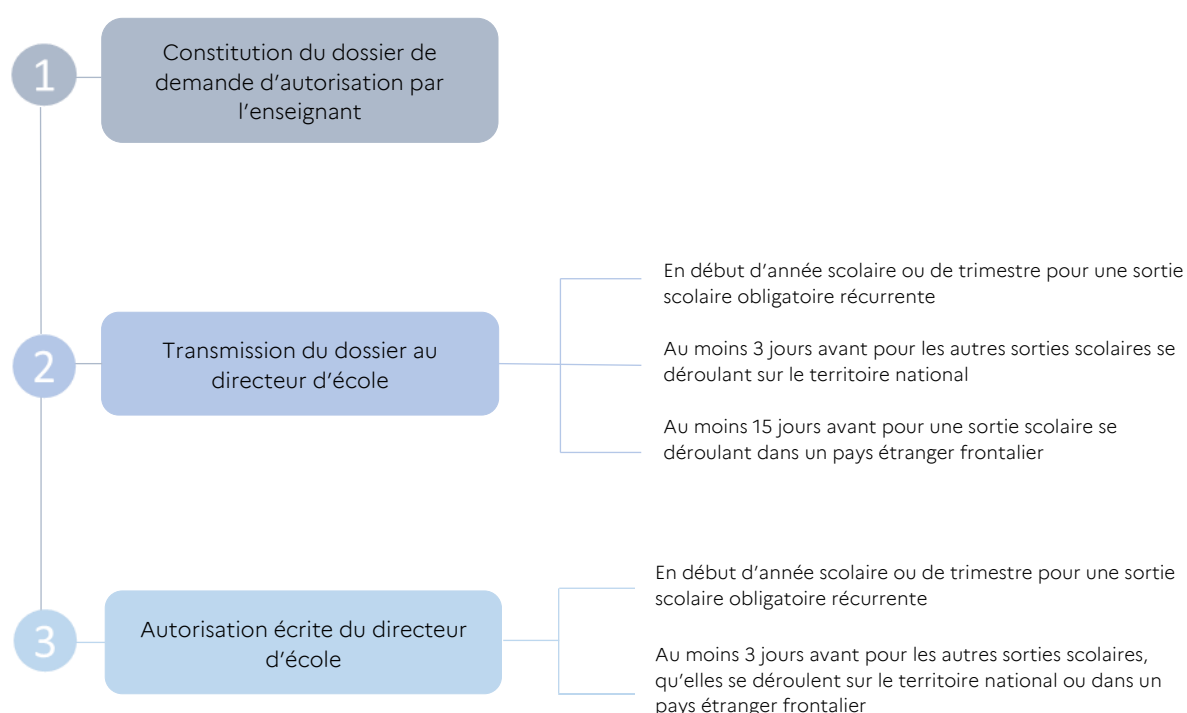 1
Constitution du dossier de
demande d’autorisation par
l’enseignant
2
Transmission du dossier au
directeur d’école
En début d’année scolaire ou de trimestre pour une sortie
scolaire obligatoire récurrente
Au moins 3 jours avant pour les autres sorties scolaires se
déroulant sur le territoire national
Au moins 15 jours avant pour une sortie scolaire se
déroulant dans un pays étranger frontalier
3
Autorisation écrite du directeur
d’école
En début d’année scolaire ou de trimestre pour une sortie
scolaire obligatoire récurrente
Au moins 3 jours avant pour les autres sorties scolaires,
qu’elles se déroulent sur le territoire national ou dans un
pays étranger frontalier